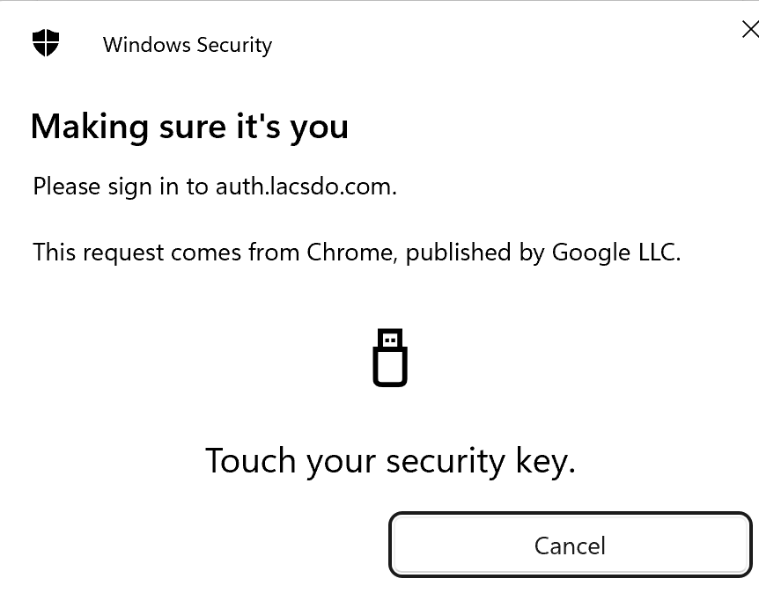 Windows Security
Making sure it's you
Please sign in to auth.lacsdo.com.
This request comes from Chrome, published by Google LLC.
Touch your security key.
Cancel